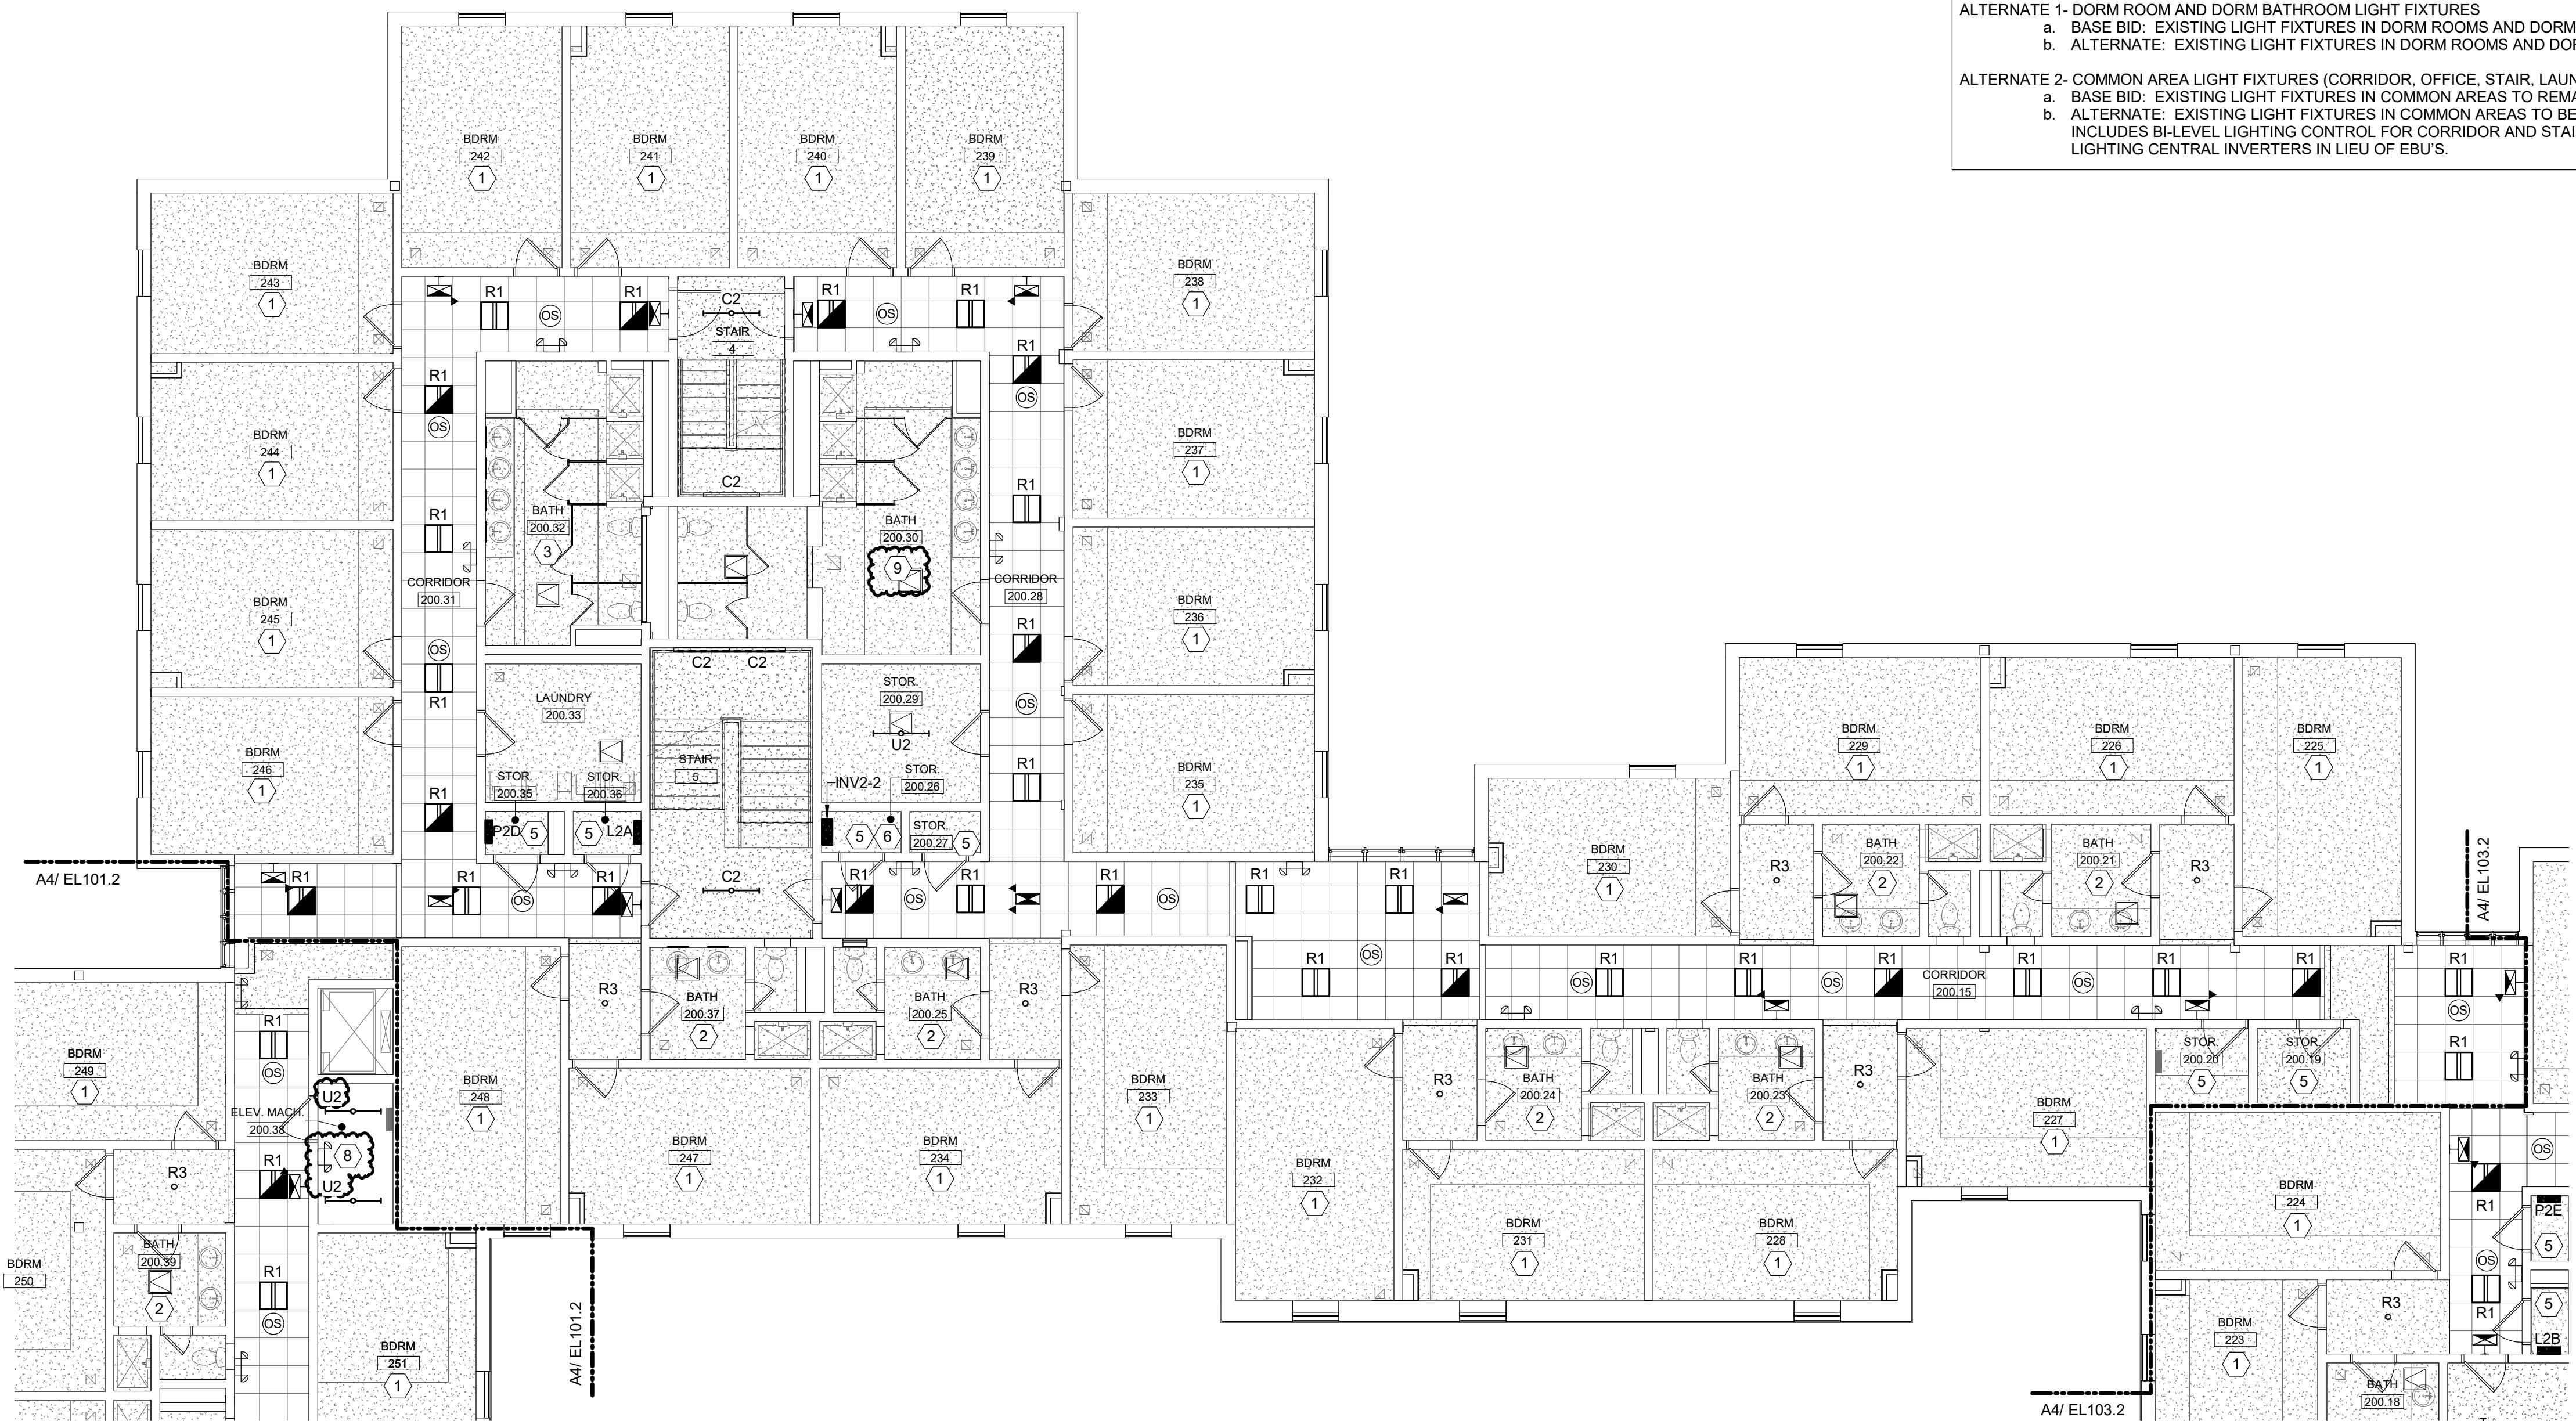 ALTERNATE 1- DORM ROOM AND DORM BATHROOM LIGHT FIXTURES
a. BASE BID: EXISTING LIGHT FIXTURES IN DORM ROOMS AND DORM
b. ALTERNATE: EXISTING LIGHT FIXTURES IN DORM ROOMS AND
ALTERNATE 2- COMMON AREA LIGHT FIXTURES (CORRIDOR, OFFICE, STAIR,
a. BASE BID: EXISTING LIGHT FIXTURES IN COMMON AREAS TO
b. ALTERNATE: EXISTING LIGHT FIXTURES IN COMMON AREAS TO BE
INCLUDES BI-LEVEL LIGHTING CONTROL FOR CORRIDOR AND
LIGHTING CENTRAL INVERTERS IN LIEU OF EBU'S.
BDRM
242
1
BDRM
241
1
BDRM
240
1
BDRM
239
1
BDRM
243
1
BDRM
238
1
R1
OS
R1
C2
STAIR
4
R1
OS
R1
R1
OS
R1
OS
BDRM
244
1
BDRM
237
1
C2
R1
BATH
200.32
3
BATH
200.30
9
R1
CORRIDOR
200.31
CORRIDOR
200.28
BDRM
245
1
BDRM
236
1
OS
R1
R1
OS
C2
C2
LAUNDRY
200.33
STOR.
200.29
U2
BDRM
246
1
STAIR
5
BDRM
235
1
STOR.
200.35
STOR.
200.36
INV2-2
STOR.
200.26
R1
R1
P2D
5
5
L2A
5
6
STOR.
200.27
5
BDRM
229
1
BDRM
226
1
BDRM
225
1
BDRM
230
1
R3
BATH
200.22
2
BATH
200.21
2
R3
A4/ EL101.2
A4/ EL103.2
R1
R1
OS
R1
C2
R1
OS
R1
R1
OS
R1
R1
R1
OS
R1
OS
R1
R1
OS
R1
CORRIDOR
200.15
R1
OS
R1
R1
R1
OS
R1
R3
BATH
200.37
2
BATH
200.25
2
R3
R1
OS
BDRM
249
1
BDRM
248
1
BDRM
233
1
R3
BATH
200.24
2
BATH
200.23
2
R3
STOR.
200.20
5
STOR.
200.19
5
BDRM
227
1
U2
ELEV. MACH.
200.38
8
U2
R1
BDRM
247
1
BDRM
234
1
BDRM
232
1
OS
R1
BDRM
224
1
P2E
5
R3
BATH
200.39
2
BDRM
250
R1
OS
BDRM
231
1
BDRM
228
1
OS
R1
5
L2B
R3
BDRM
223
1
BDRM
251
1
A4/ EL101.2
A4/ EL103.2
BATH
200.18